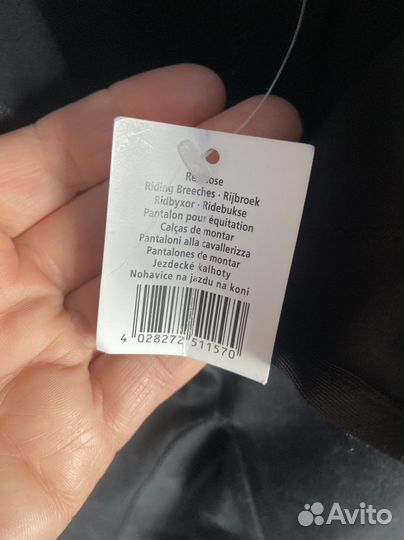 Riding Breeches · Rijbroek
Ridbyxor · Ridebukse
Pantalon pour équitation
Calças de montar
Pantaloni alla cavallerizza
Pantalones de montar
Jezdecké kalhoty
Nohavice na jazdu na koni
4 028272 511570
Avito